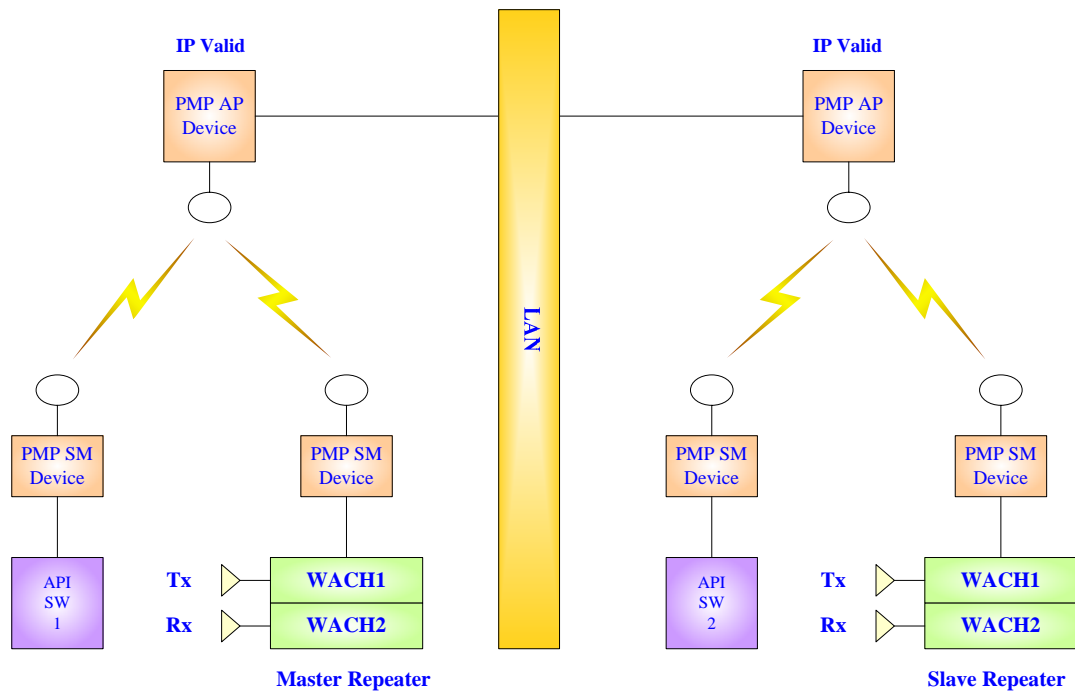 IP Valid
IP Valid
PMP AP
Device
PMP AP
Device
LAN
PMP SM
Device
PMP SM
Device
PMP SM
Device
PMP SM
Device
API
SW
1
Tx
WACH1
Rx
WACH2
API
SW
2
Tx
WACH1
Rx
WACH2
Master Repeater
Slave Repeater